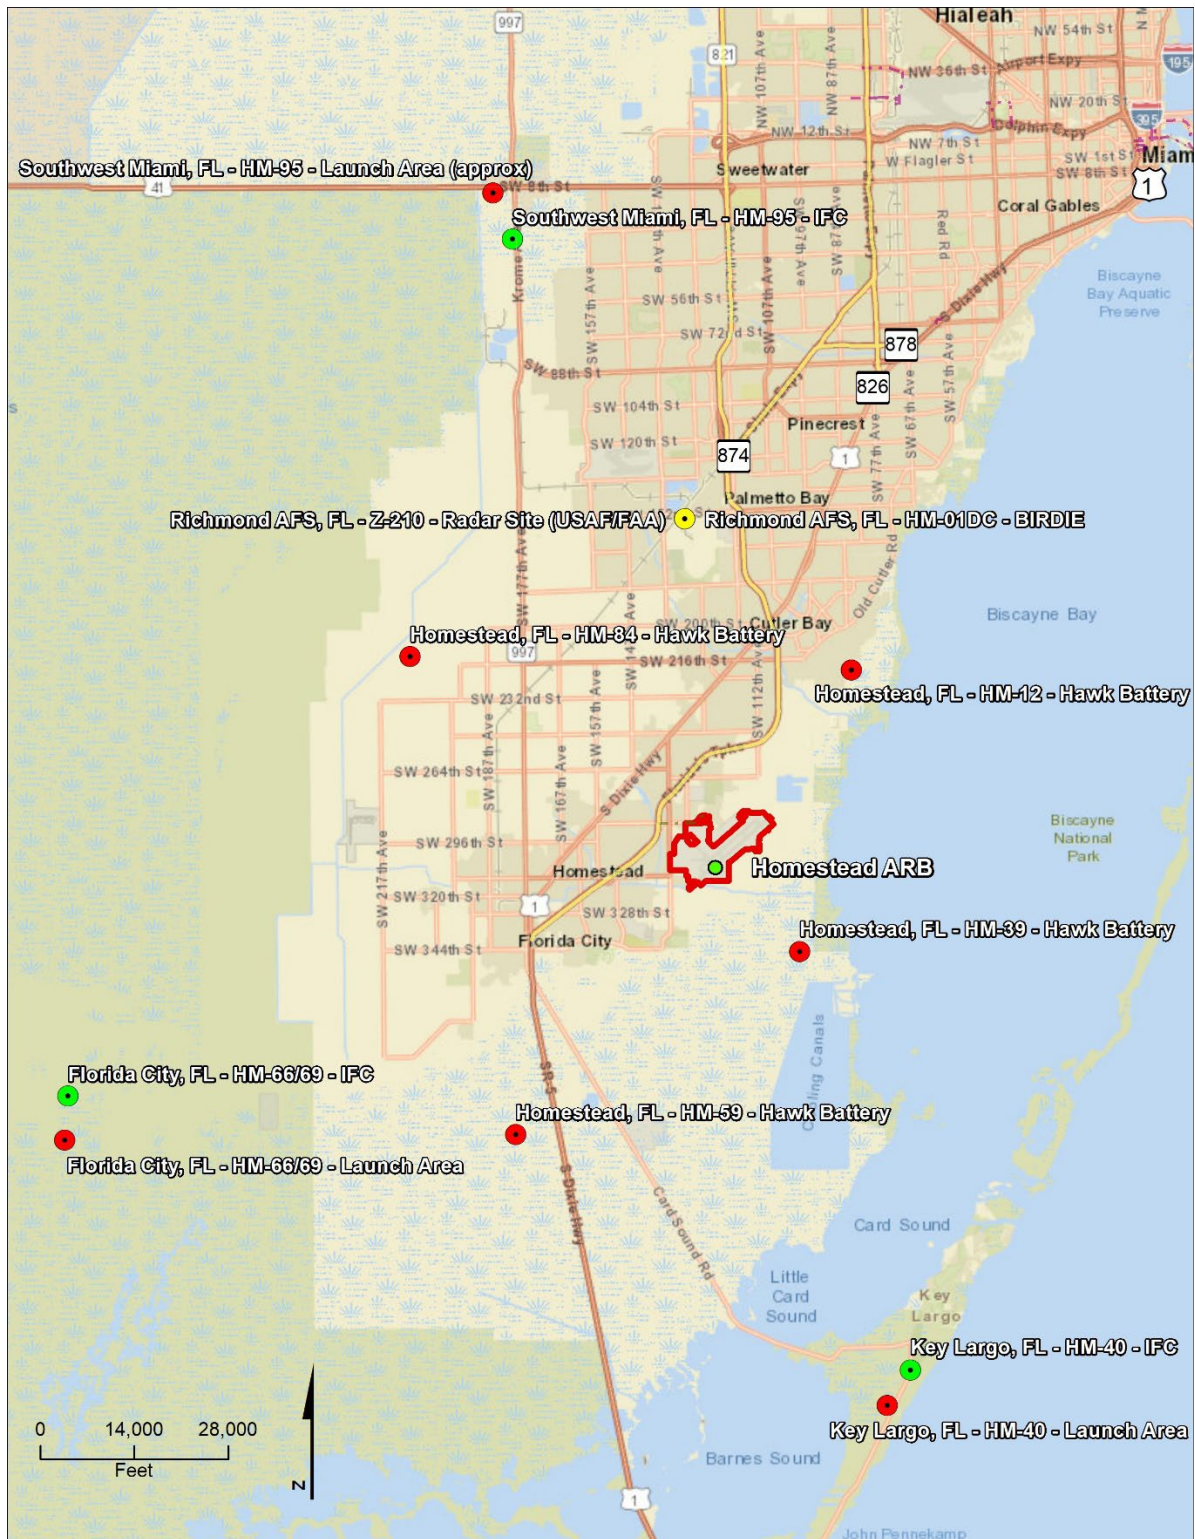 Hialeah
997
821
NW 107th Ave
NW 87th Ave
NW 54th St
NW 36th St
Airport Expy
195
NW 20th St
395
NW 12th St
Dolphin Expy
NW 7th St
W Flagler St
SW 1st St
Miam
Southwest Miami, FL - HM-95 - Launch Area (approx)
41
SW 8th St
Sweetwater
SW 8th St
1
Southwest Miami, FL - HM-95 - IFC
SW 97th Ave
SW 87th Ave
Red Rd
Coral Gables
SW 157th Ave
SW 56th St
SW 107th Ave
S Dixie Hwy
Biscayne
Bay Aquatic
Preserve
SW 72nd St
878
SW 88th St
826
SW 67th Ave
SW 57th Ave
SW 104th St
Pinecrest
SW 120th St
874
1
SW 77th Ave
Palmetto Bay
Richmond AFS, FL - Z-210 - Radar Site (USAF/FAA)
Richmond AFS, FL - HM-01DC - BIRDIE
SW 177th Ave
Old Cutler Rd
Biscayne Bay
SW 200th St
Cutler Bay
Homestead, FL - HM-84 - Hawk Battery
997
SW 216th St
Homestead, FL - HM-12 - Hawk Battery
SW 232nd St
SW 112th Ave
SW 187th Ave
SW 157th Ave
SW 167th Ave
SW 264th St
S Dixie Hwy
SW 296th St
Biscayne
National
Park
SW 217th Ave
Homestead
Homestead ARB
SW 320th St
1
SW 328th St
Florida City
SW 344th St
Homestead, FL - HM-39 - Hawk Battery
Cooling Canals
Florida City, FL - HM-66/69 - IFC
SR 5
Homestead, FL - HM-59 - Hawk Battery
Florida City, FL - HM-66/69 - Launch Area
S Dixie Hwy
Card Sound Rd
Card Sound
Little
Card
Sound
Key
Largo
Key Largo, FL - HM-40 - IFC
Key Largo, FL - HM-40 - Launch Area
0 14,000 28,000
Feet
N
Barnes Sound
1
John Pennekamp